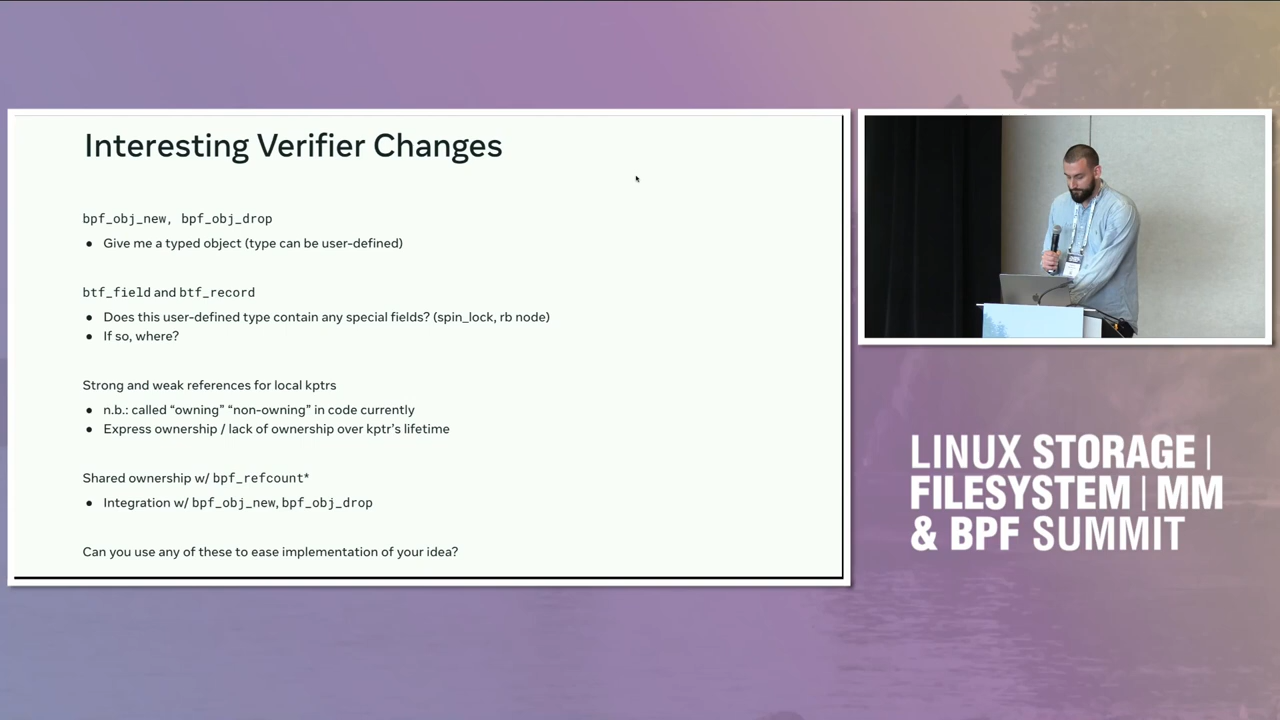 Interesting Verifier Changes
bpf_obj_new, bpf_obj_drop
● Give me a typed object (type can be user-defined)
btf_field and btf_record
● Does this user-defined type contain any special fields? (spin_lock, rb node)
● If so, where?
Strong and weak references for local kptrs
● n.b.: called “owning” “non-owning” in code currently
● Express ownership / lack of ownership over kptr’s lifetime
Shared ownership w/ bpf_refcount*
● Integration w/ bpf_obj_new, bpf_obj_drop
Can you use any of these to ease implementation of your idea?
LINUX STORAGE |
FILESYSTEM | MM
& BPF SUMMIT